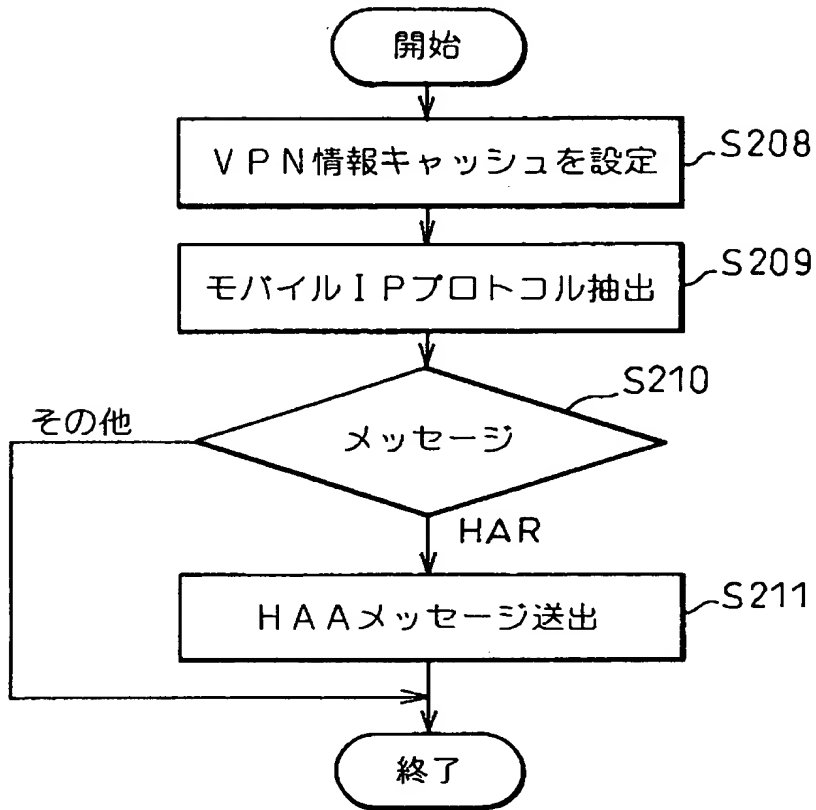 開始
VPN情報キャッシュを設定
S208
モバイルIPプロトコル抽出
S209
S210
メッセージ
その他
HAR
HAAメッセージ送出
S211
終了